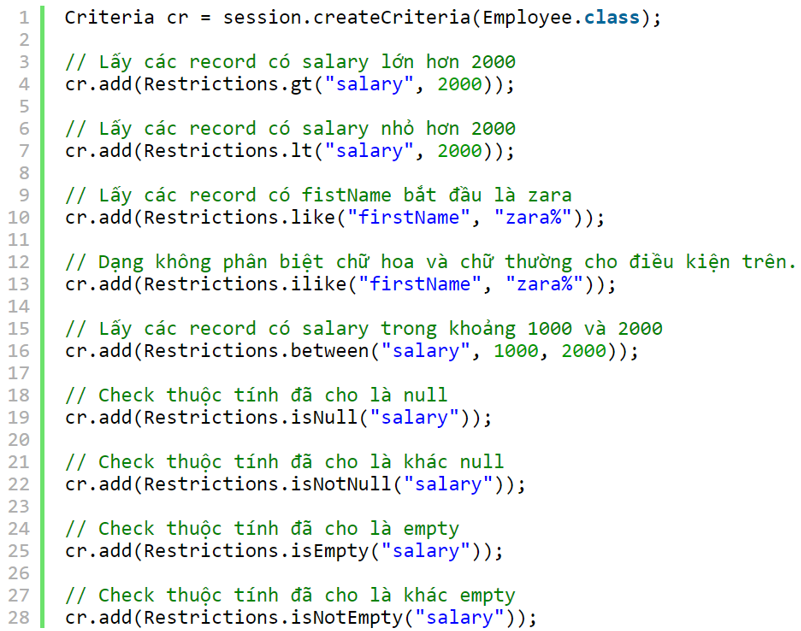 1 Criteria cr = session.createCriteria(Employee.class);
2
3 // Lấy các record có salary lớn hơn 2000
4 cr.add(Restrictions.gt("salary", 2000));
5
6 // Lấy các record có salary nhỏ hơn 2000
7 cr.add(Restrictions.lt("salary", 2000));
8
9 // Lấy các record có fistName bắt đầu là zara
10 cr.add(Restrictions.like("firstName", "zara%"));
11
12 // Dạng không phân biệt chữ hoa và chữ thường cho điều kiện trên.
13 cr.add(Restrictions.ilike("firstName", "zara%"));
14
15 // Lấy các record có salary trong khoảng 1000 và 2000
16 cr.add(Restrictions.between("salary", 1000, 2000));
17
18 // Check thuộc tính đã cho là null
19 cr.add(Restrictions.isNull("salary"));
20
21 // Check thuộc tính đã cho là khác null
22 cr.add(Restrictions.isNotNull("salary"));
23
24 // Check thuộc tính đã cho là empty
25 cr.add(Restrictions.isEmpty("salary"));
26
27 // Check thuộc tính đã cho là khác empty
28 cr.add(Restrictions.isNotEmpty("salary"));